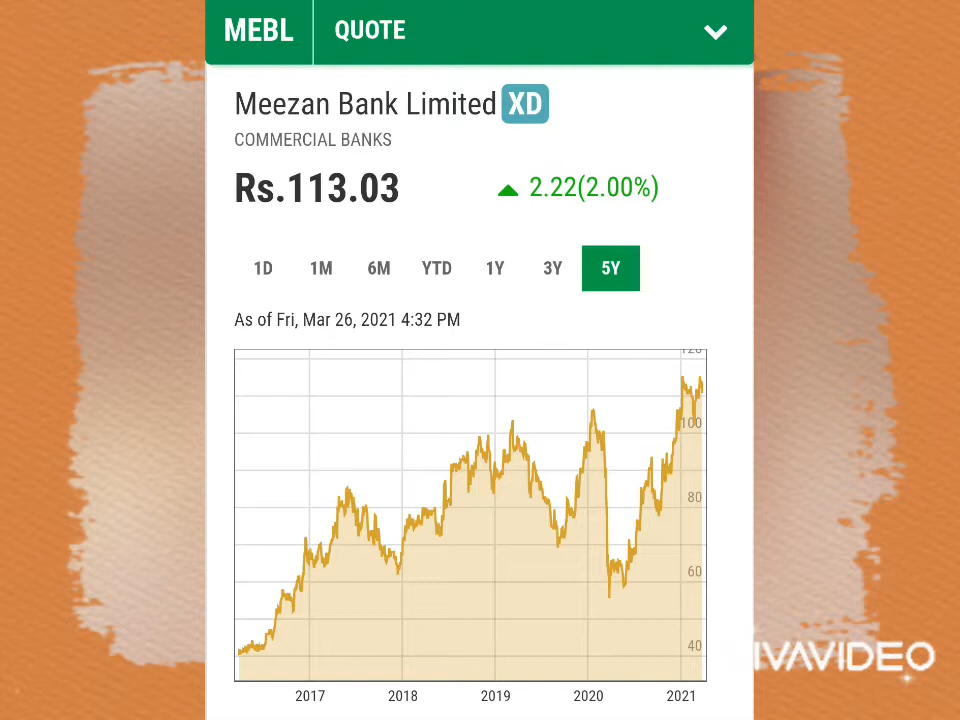 MEBL QUOTE
Meezan Bank Limited XD
COMMERCIAL BANKS
Rs.113.03 2.22(2.00%)
1D 1M 6M YTD 1Y 3Y 5Y
As of Fri, Mar 26, 2021 4:32 PM
120
100
80
60
40
2017 2018 2019 2020 2021
IVAVIDEO